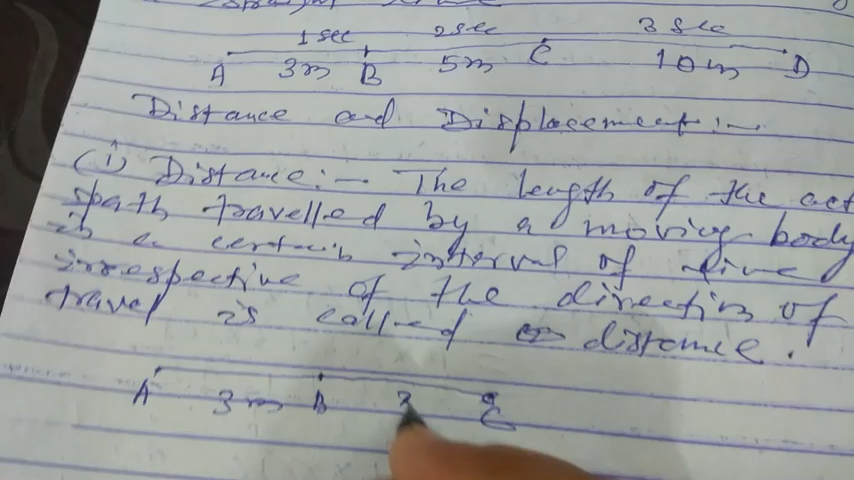 1 sec 2 sec 3 sec
A 3m B 5m C 10m D
Distance and Displacement:-
(i) Distance:- The length of the act
path travelled by a moving body
in a certain interval of time
irrespective of the direction of
travel is called distance.
A 3m B 3 C